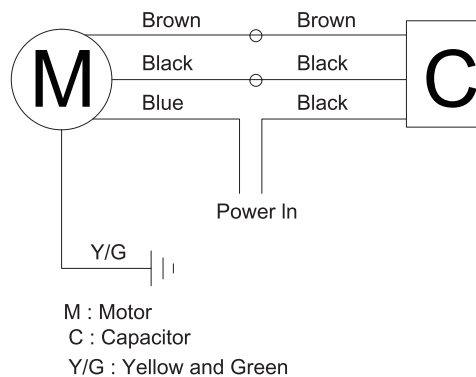 Brown Brown
Black Black
M C
Blue Black
Power In
Y/G
M : Motor
C : Capacitor
Y/G : Yellow and Green